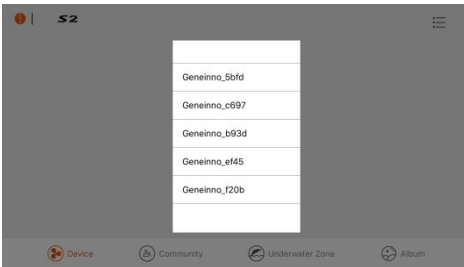 S2
Geneinno_5bfd
Geneinno_c697
Geneinno_b93d
Geneinno_ef45
Geneinno_f20b
Device Community Underwater Zone Album